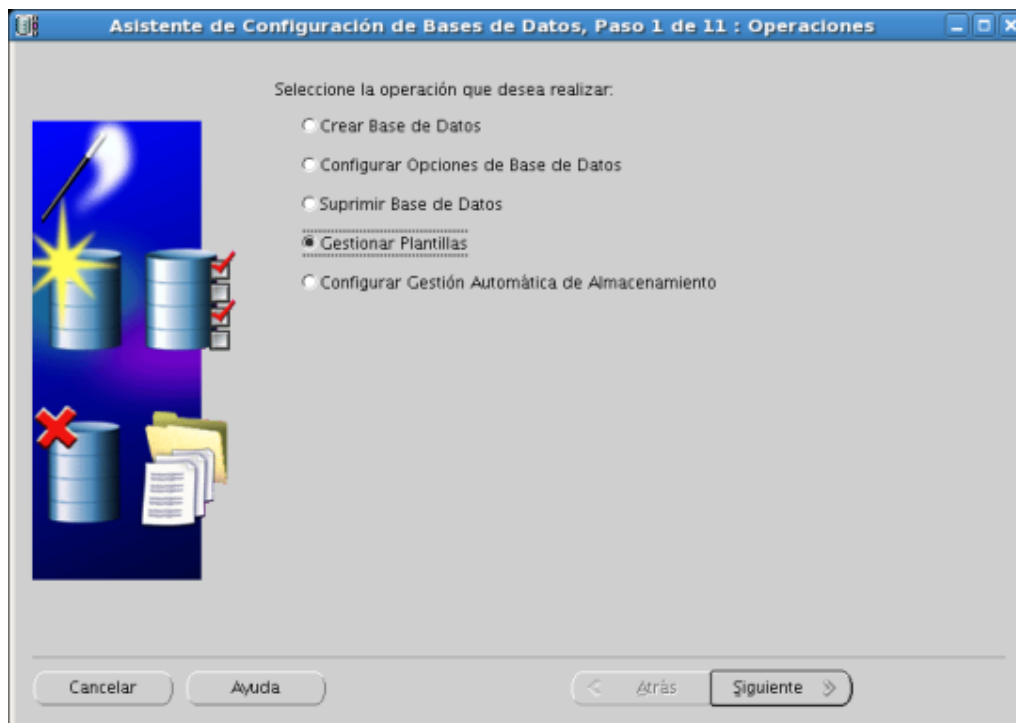 Asistente de Configuración de Bases de Datos, Paso 1 de 11 : Operaciones
Seleccione la operación que desea realizar:
Crear Base de Datos
Configurar Opciones de Base de Datos
Suprimir Base de Datos
Gestionar Plantillas
Configurar Gestión Automática de Almacenamiento
Cancelar
Ayuda
Atrás
Siguiente